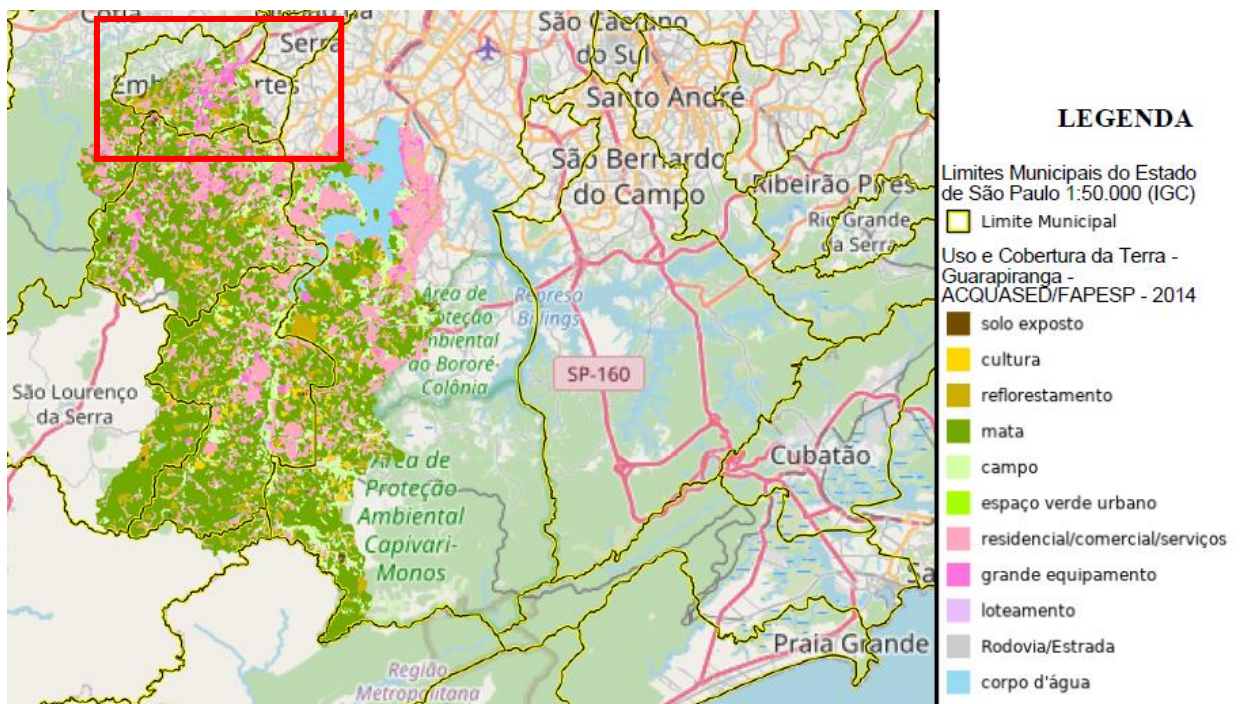 Serra
Embu
rtes
São Caetano
do Sul
Santo André
São Bernardo
do Campo
Ribeirão Pires
Rio Grande
da Serra
Área de
Proteção
Ambiental
ao Bororé-
Colônia
Represa
Billings
SP-160
São Lourenço
da Serra
Cubatão
Área de
Proteção
Ambiental
Capivari-
Monos
Praia Grande
Região
Metropolitana
LEGENDA
Limites Municipais do Estado
de São Paulo 1:50.000 (IGC)
Limite Municipal
Uso e Cobertura da Terra -
Guarapiranga -
ACQUASED/FAPESP - 2014
solo exposto
cultura
reflorestamento
mata
campo
espaço verde urbano
residencial/comercial/serviços
grande equipamento
loteamento
Rodovia/Estrada
corpo d'água